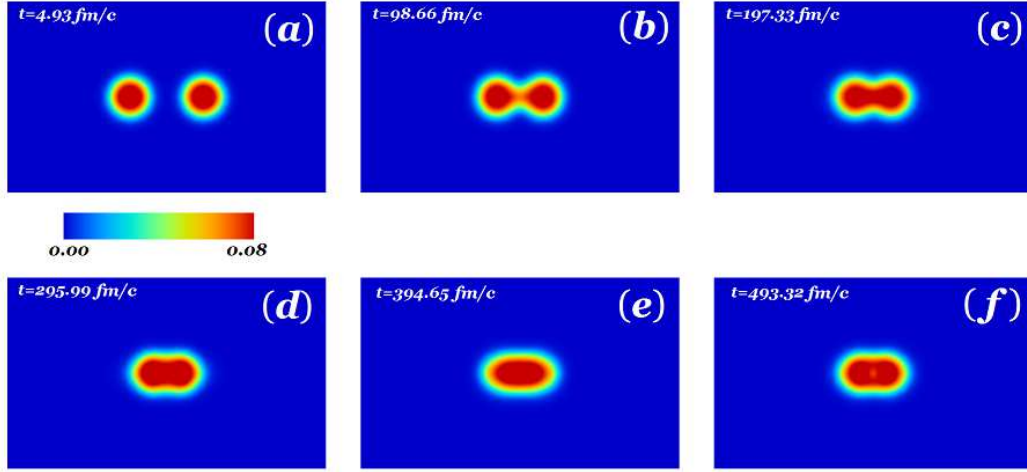 t=4.93 fm/c (a)
t=98.66 fm/c (b)
t=197.33 fm/c (c)
0.00 0.08
t=295.99 fm/c (d)
t=394.65 fm/c (e)
t=493.32 fm/c (f)